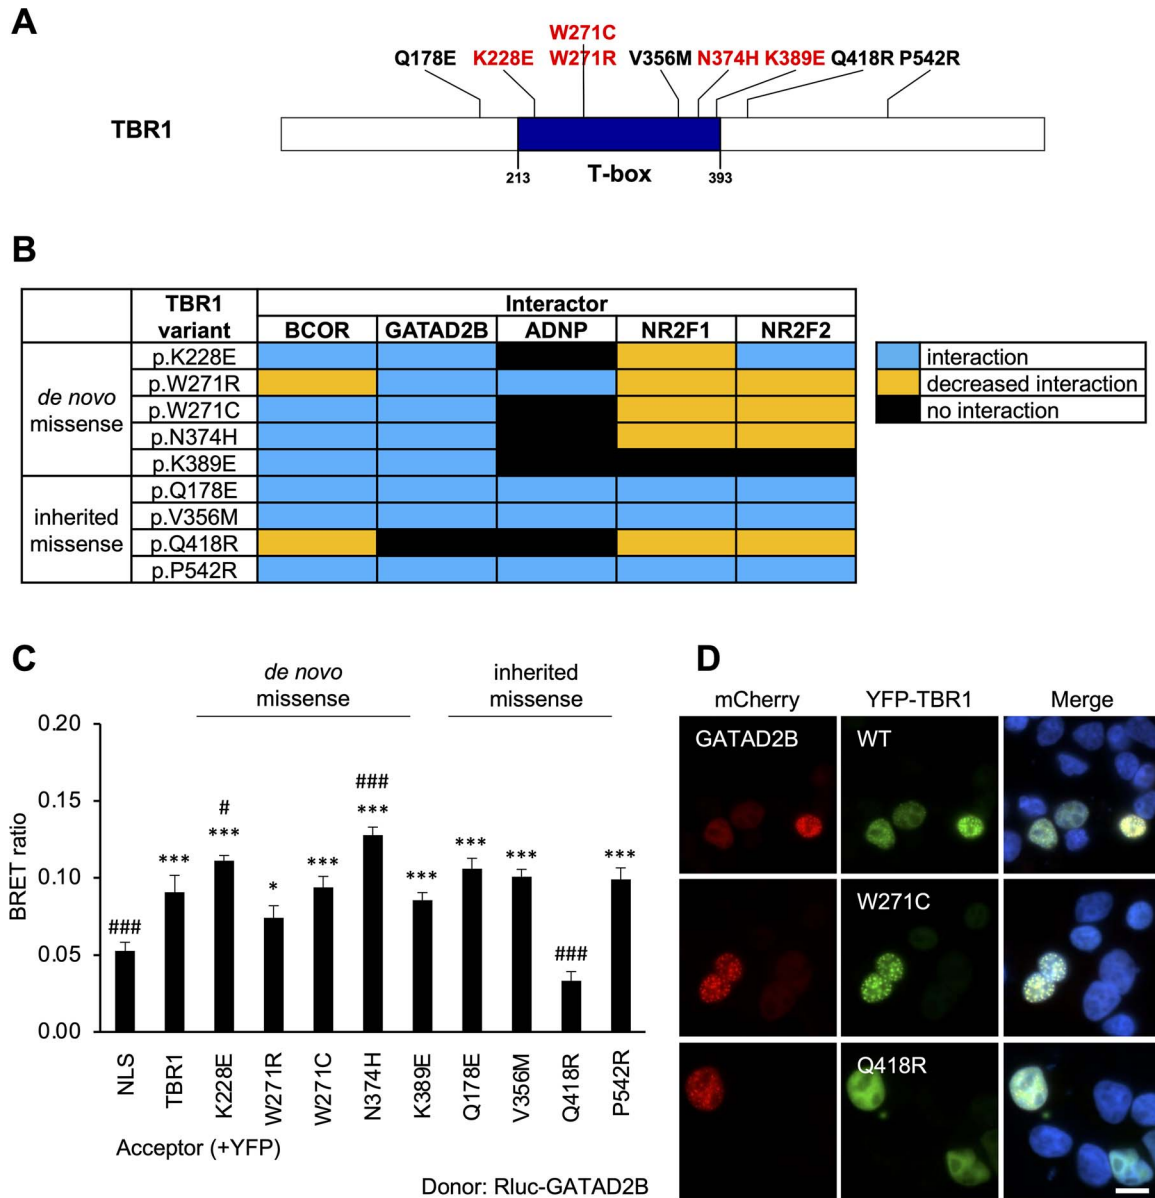 A
W271C
Q178E K228E W271R V356M N374H K389E Q418R P542R
TBR1
213 T-box 393
B
TBR1 variant Interactor
BCOR GATAD2B ADNP NR2F1 NR2F2
de novo missense
p.K228E
p.W271R
p.W271C
p.N374H
p.K389E
inherited missense
p.Q178E
p.V356M
p.Q418R
p.P542R
interaction
decreased interaction
no interaction
C
de novo missense
inherited missense
BRET ratio
0.20
0.15
0.10
0.05
0.00
###
***
#
***
*
***
###
***
***
***
***
###
***
NLS
TBR1
K228E
W271R
W271C
N374H
K389E
Q178E
V356M
Q418R
P542R
Acceptor (+YFP)
Donor: Rluc-GATAD2B
D
mCherry YFP-TBR1 Merge
GATAD2B WT
W271C
Q418R